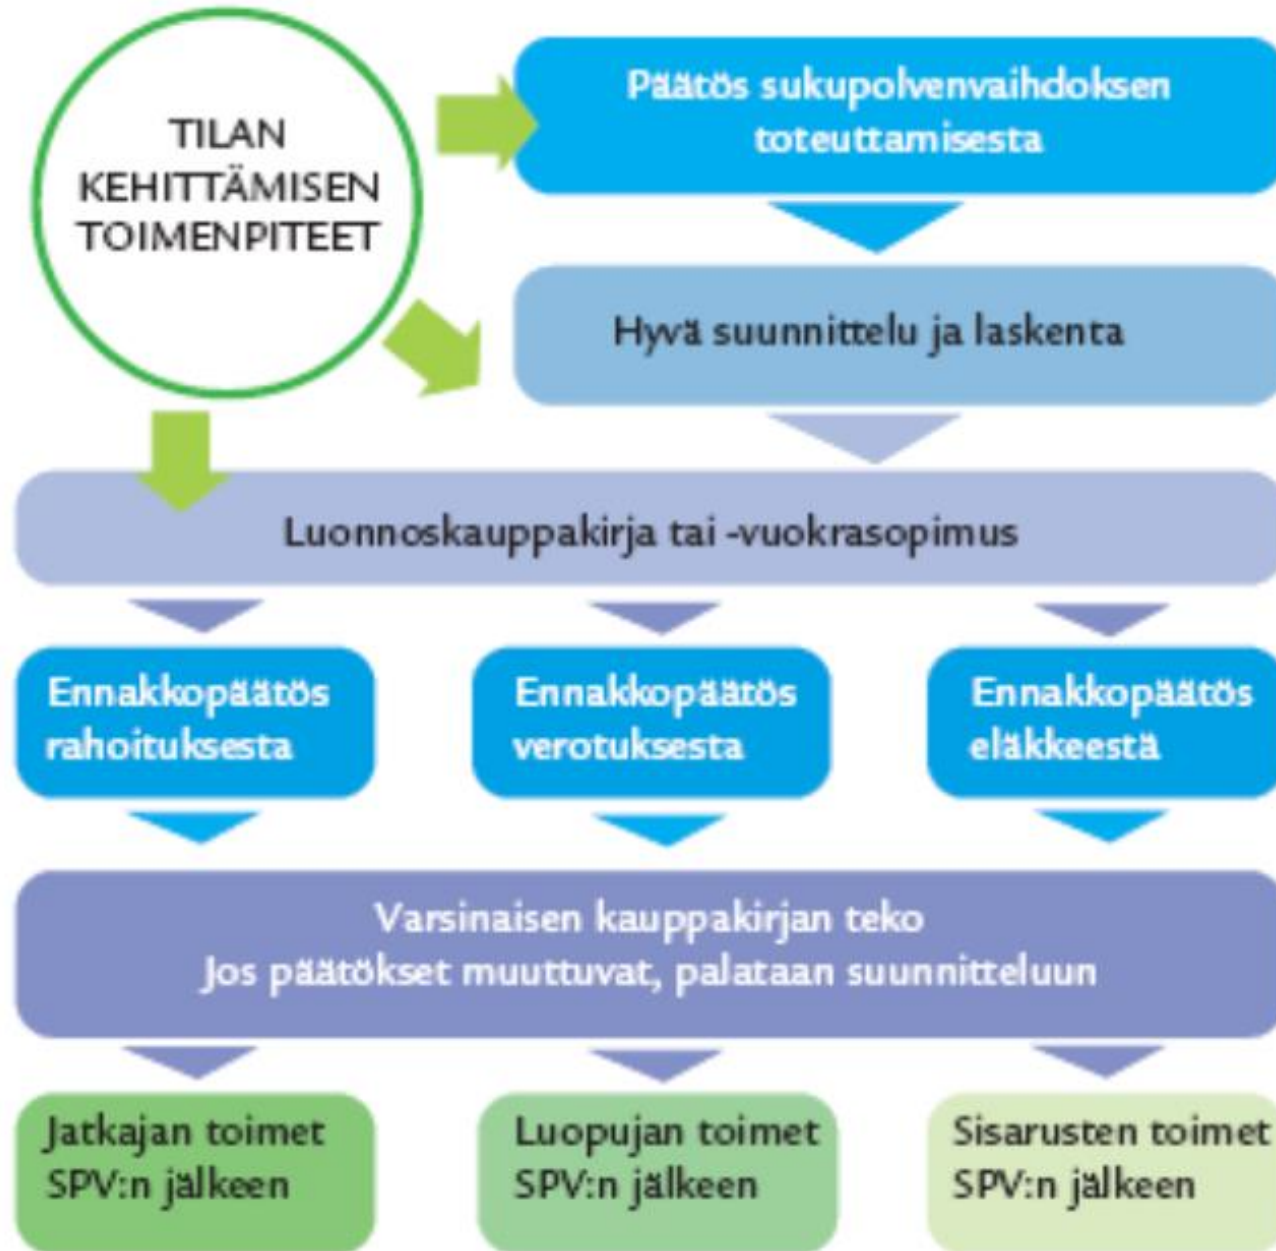 TILAN
KEHITTÄMISEN
TOIMENPITEET
Päätös sukupolvenvaihdoksen
toteuttamisesta
Hyvä suunnittelu ja laskenta
Luonnoskauppakirja tai -vuokrasopimus
Ennakkopäätös
rahoituksesta
Ennakkopäätös
verotuksesta
Ennakkopäätös
eläkkeestä
Varsinaisen kauppakirjan teko
Jos päätökset muuttuvat, palataan suunnitteluun
Jatkajan toimet
SPV:n jälkeen
Luopujan toimet
SPV:n jälkeen
Sisarusten toimet
SPV:n jälkeen